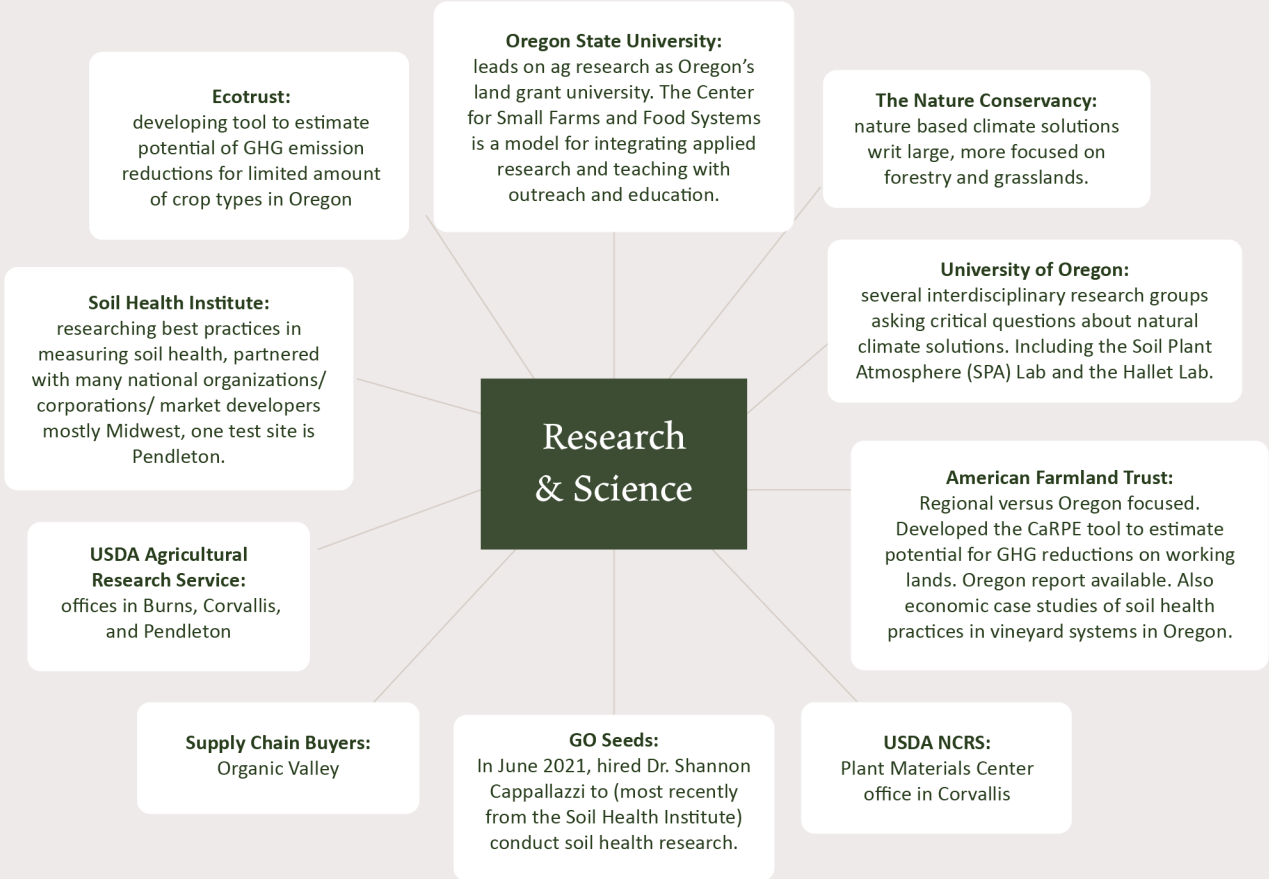 Oregon State University:
leads on ag research as Oregon's
land grant university. The Center
for Small Farms and Food Systems
is a model for integrating applied
research and teaching with
outreach and education.
Ecotrust:
developing tool to estimate
potential of GHG emission
reductions for limited amount
of crop types in Oregon
The Nature Conservancy:
nature based climate solutions
writ large, more focused on
forestry and grasslands.
Soil Health Institute:
researching best practices in
measuring soil health, partnered
with many national organizations/
corporations/ market developers
mostly Midwest, one test site is
Pendleton.
University of Oregon:
several interdisciplinary research groups
asking critical questions about natural
climate solutions. Including the Soil Plant
Atmosphere (SPA) Lab and the Hallet Lab.
Research
& Science
American Farmland Trust:
Regional versus Oregon focused.
Developed the CaRPE tool to estimate
potential for GHG reductions on working
lands. Oregon report available. Also
economic case studies of soil health
practices in vineyard systems in Oregon.
USDA Agricultural
Research Service:
offices in Burns, Corvallis,
and Pendleton
Supply Chain Buyers:
Organic Valley
GO Seeds:
In June 2021, hired Dr. Shannon
Cappallazzi to (most recently
from the Soil Health Institute)
conduct soil health research.
USDA NCRS:
Plant Materials Center
office in Corvallis